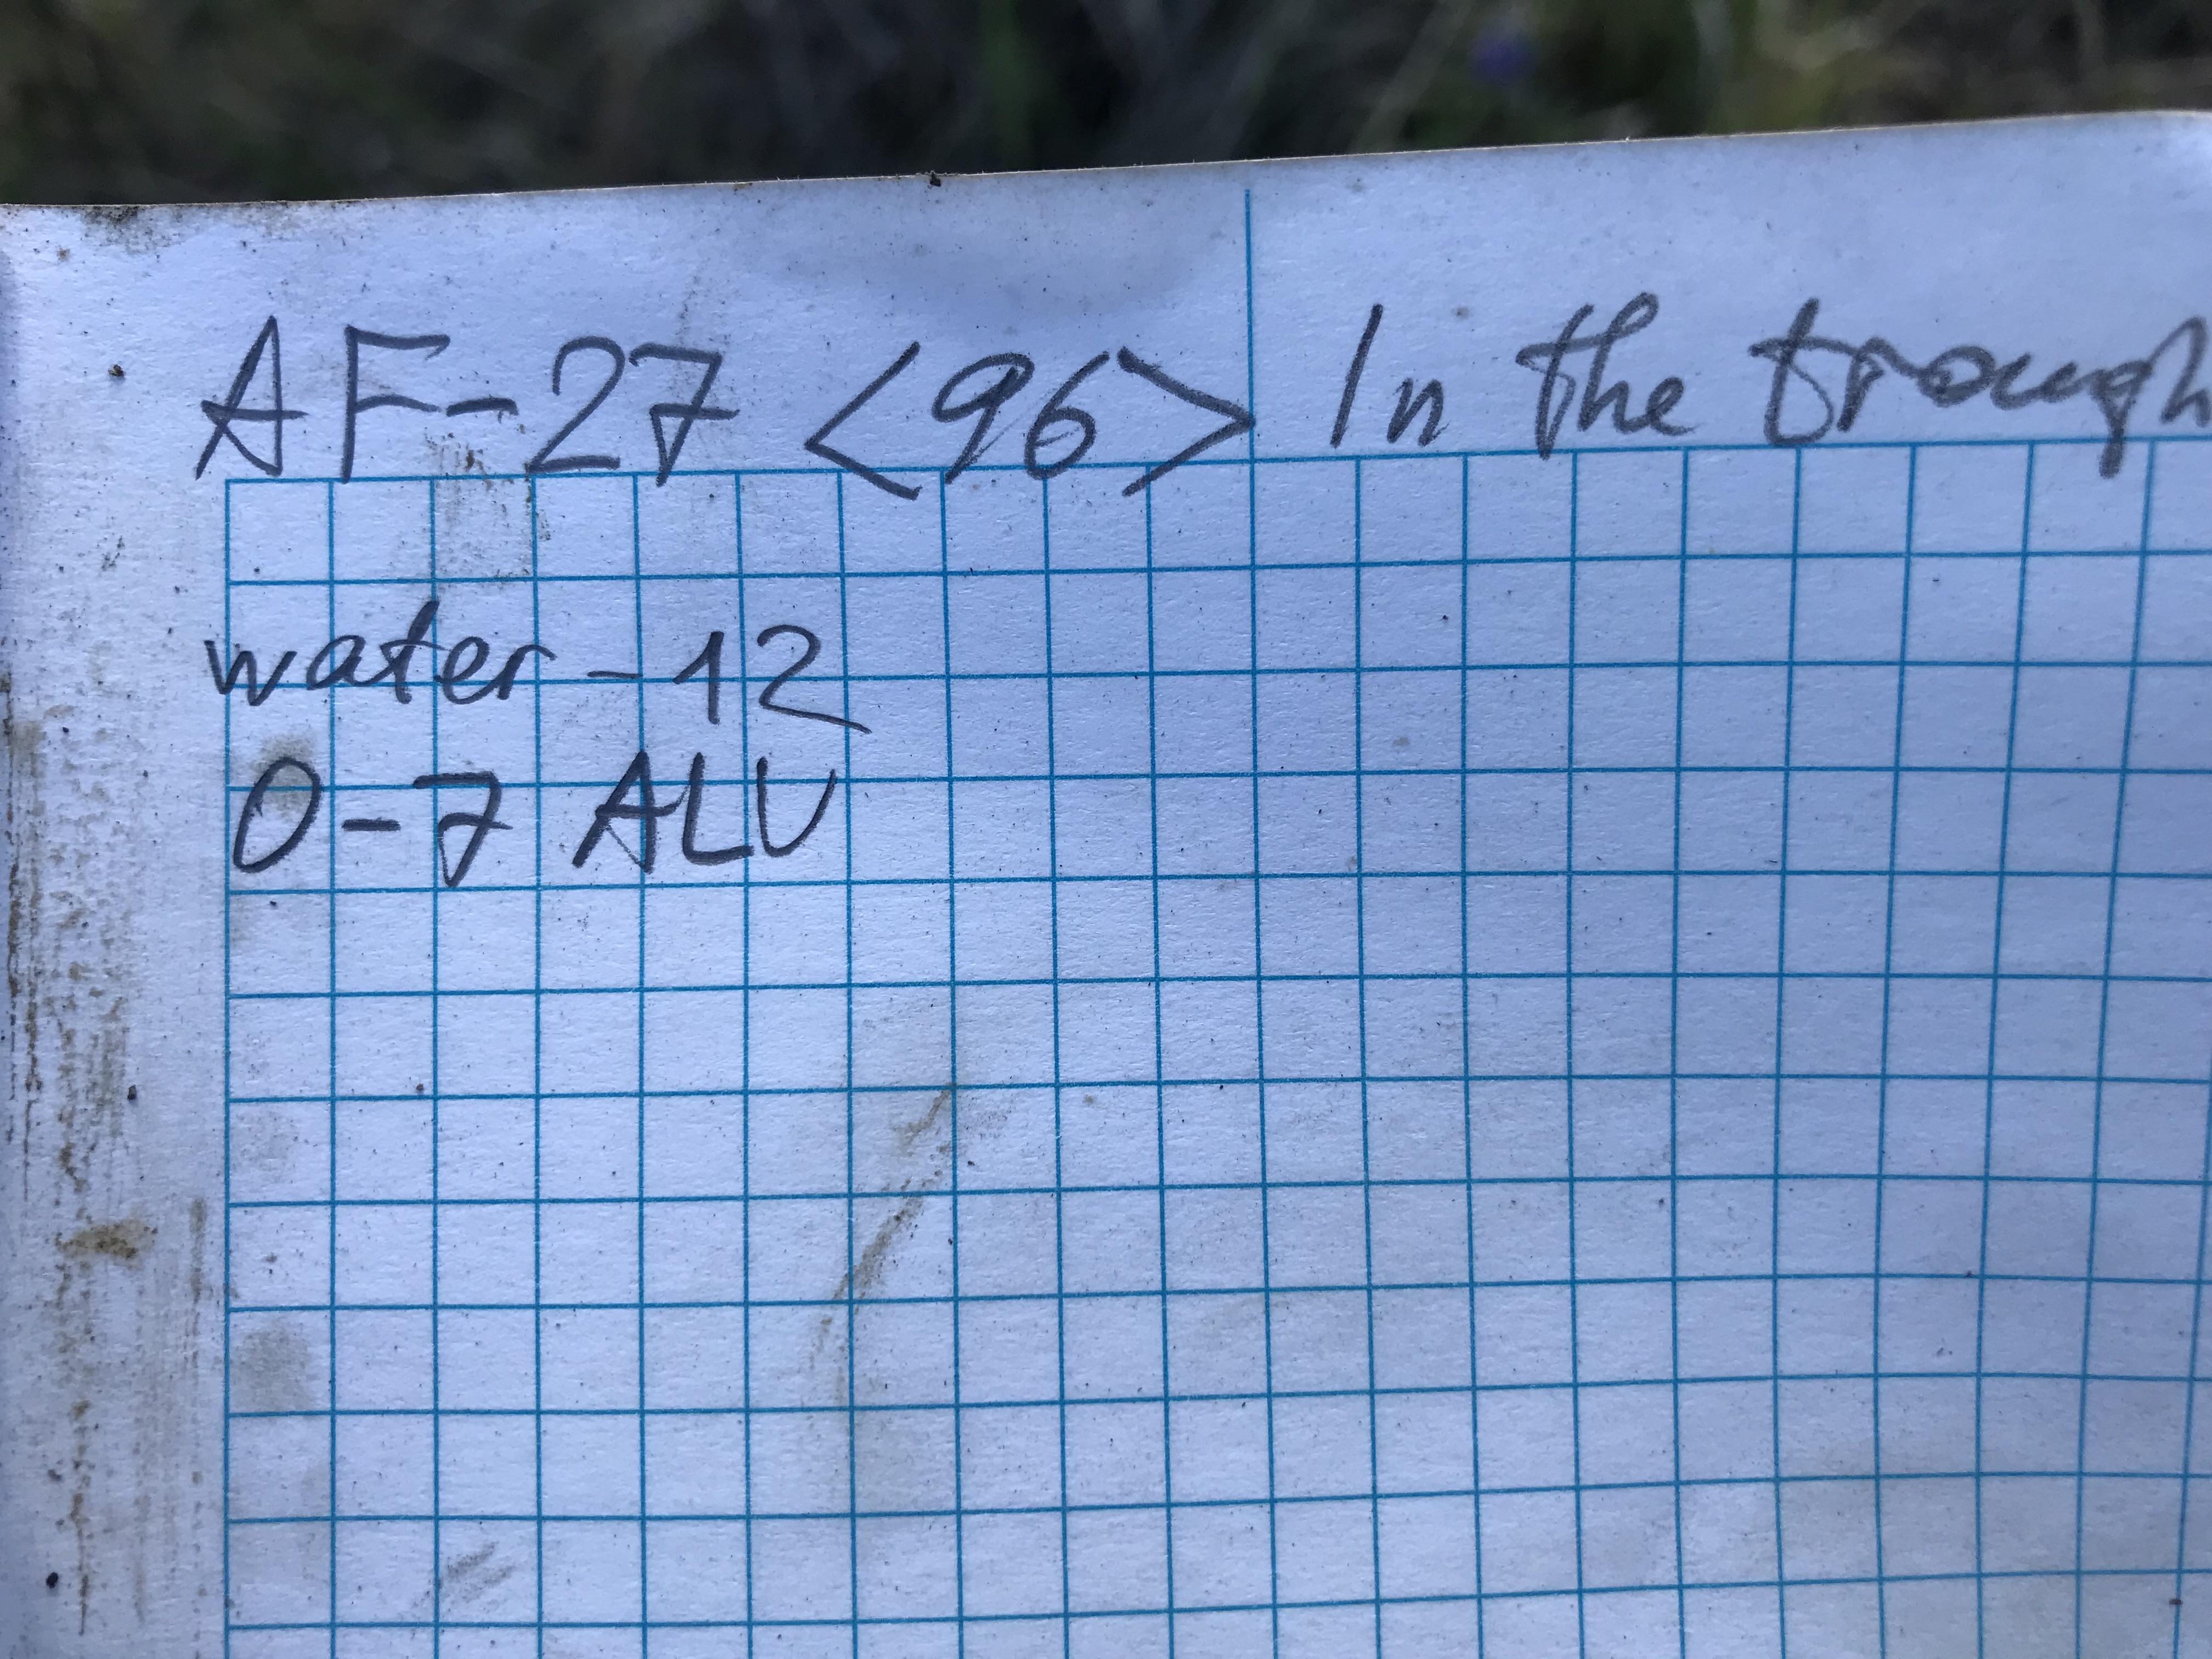 AF-27 <96> In the trough
water -12
0-7 ALU